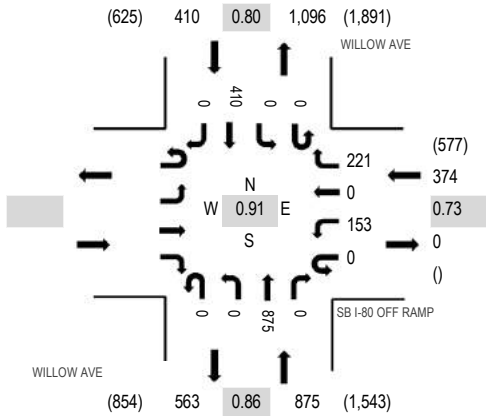 (625) 410 0.80 1,096 (1,891)
WILLOW AVE
0 410 0 0
(577)
221
374
N
0
W 0.91 E
0.73
153
0
S
0
()
0 0 875 0
SB I-80 OFF RAMP
WILLOW AVE
(854) 563 0.86 875 (1,543)